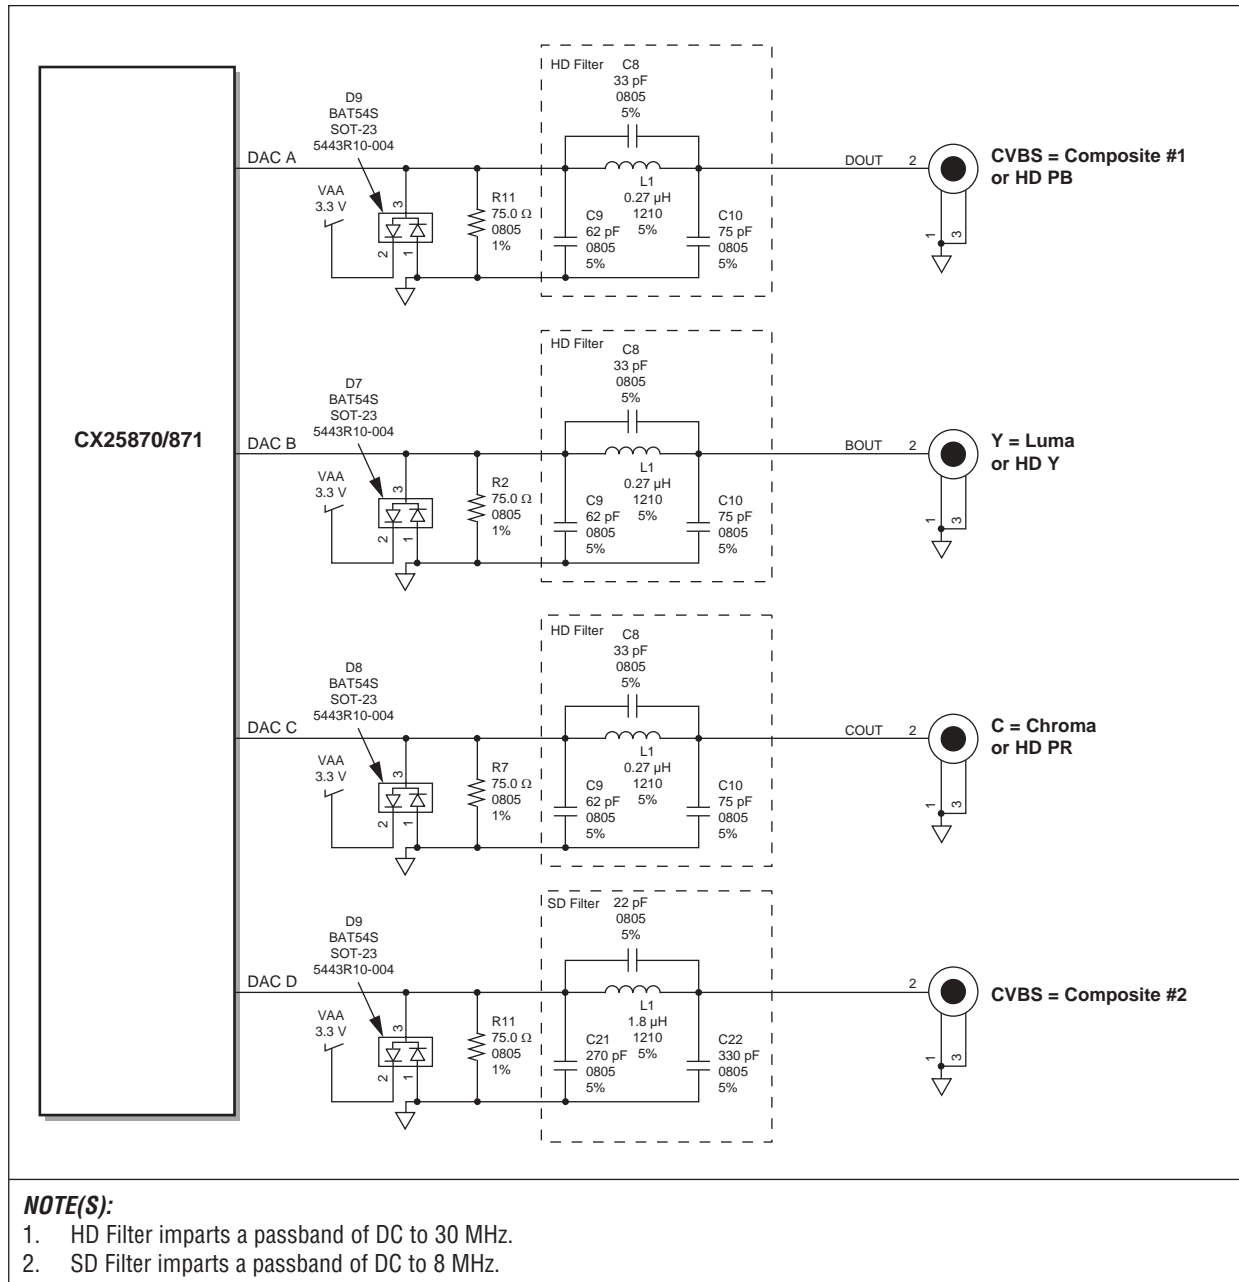 CX25870/871
D9
BAT54S
SOT-23
5443R10-004
DAC A
VAA
3.3 V
3
2
1
R11
75.0 Ω
0805
1%
HD Filter
C8
33 pF
0805
5%
L1
0.27 µH
1210
5%
C9
62 pF
0805
5%
C10
75 pF
0805
5%
DOUT
2
1
3
CVBS = Composite #1
or HD PB
D7
BAT54S
SOT-23
5443R10-004
DAC B
VAA
3.3 V
3
2
1
R2
75.0 Ω
0805
1%
HD Filter
C8
33 pF
0805
5%
L1
0.27 µH
1210
5%
C9
62 pF
0805
5%
C10
75 pF
0805
5%
BOUT
2
1
3
Y = Luma
or HD Y
D8
BAT54S
SOT-23
5443R10-004
DAC C
VAA
3.3 V
3
2
1
R7
75.0 Ω
0805
1%
HD Filter
C8
33 pF
0805
5%
L1
0.27 µH
1210
5%
C9
62 pF
0805
5%
C10
75 pF
0805
5%
COUT
2
1
3
C = Chroma
or HD PR
D9
BAT54S
SOT-23
5443R10-004
DAC D
VAA
3.3 V
3
2
1
R11
75.0 Ω
0805
1%
SD Filter
22 pF
0805
5%
L1
1.8 µH
1210
5%
C21
270 pF
0805
5%
C22
330 pF
0805
5%
2
1
3
CVBS = Composite #2
NOTE(S):
1. HD Filter imparts a passband of DC to 30 MHz.
2. SD Filter imparts a passband of DC to 8 MHz.